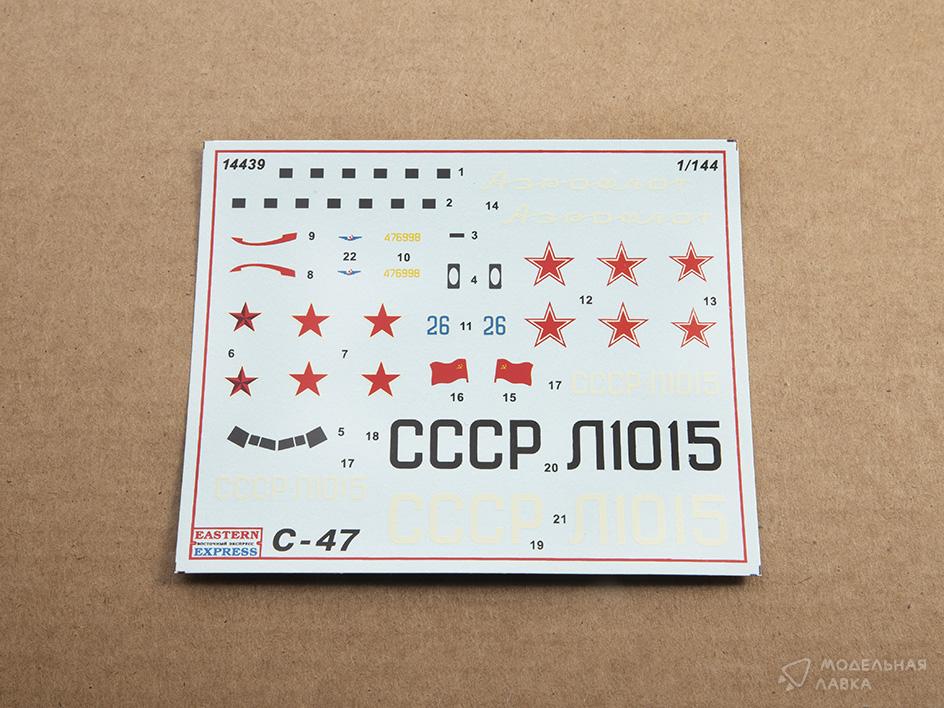 14439
1/144
1
Аэрофлот
2
14
Аэрофлот
9
476998
3
22
10
8
476998
4
12
13
26
11
26
6
7
16
15
17
СССР-Л1015
5
18
СССР Л1015
20
17
СССР Л1015
СССР Л1015
21
19
EASTERN
ВОСТОЧНЫЙ ЭКСПРЕСС
EXPRESS
C-47
МОДЕЛЬНАЯ
ЛАВКА